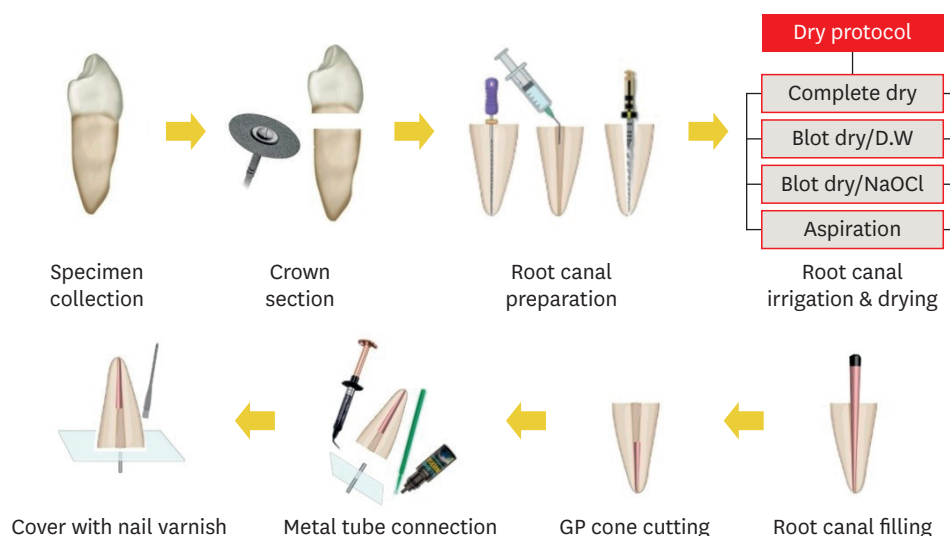 Dry protocol
Complete dry
Blot dry/D.W
Blot dry/NaOCl
Aspiration
Specimen
collection
Crown
section
Root canal
preparation
Root canal
irrigation & drying
Cover with nail varnish
Metal tube connection
GP cone cutting
Root canal filling